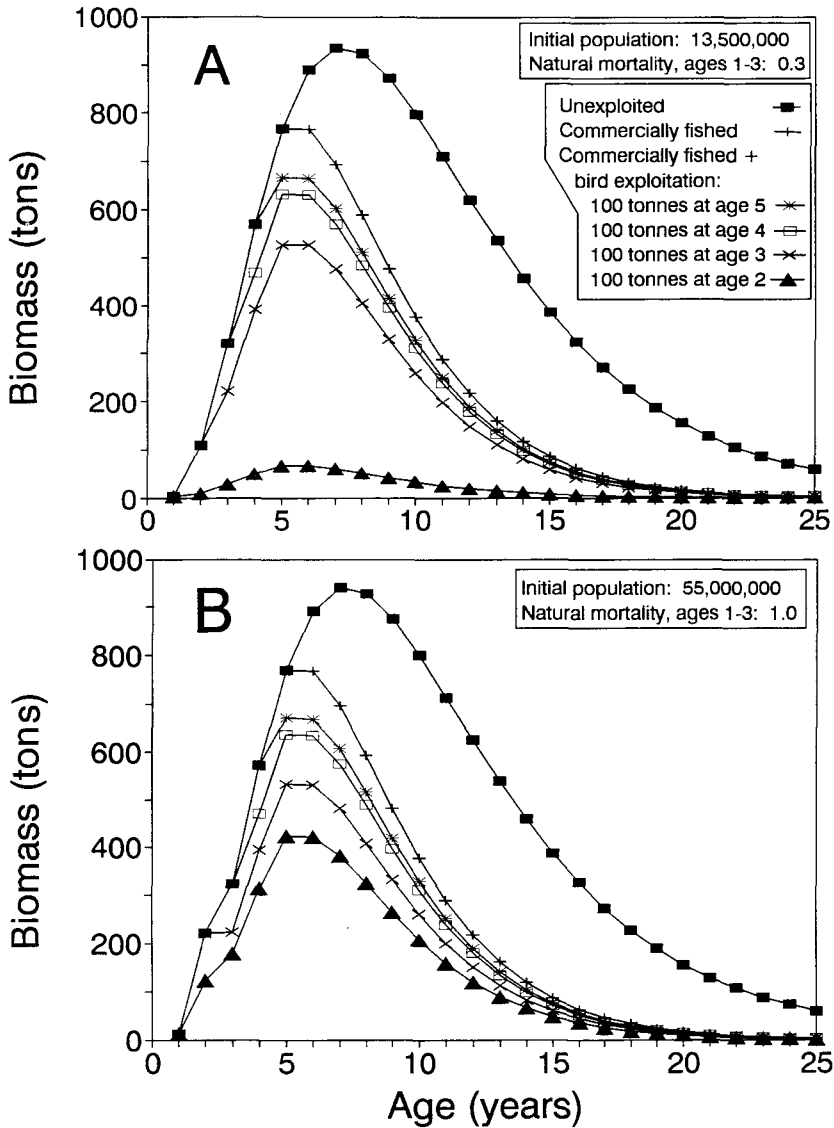 A
Initial population: 13,500,000
Natural mortality, ages 1-3: 0.3
Unexploited
Commercially fished
Commercially fished +
bird exploitation:
100 tonnes at age 5
100 tonnes at age 4
100 tonnes at age 3
100 tonnes at age 2
Biomass (tons)
1000
800
600
400
200
0
0 5 10 15 20 25
B
Initial population: 55,000,000
Natural mortality, ages 1-3: 1.0
Biomass (tons)
1000
800
600
400
200
0
0 5 10 15 20 25
Age (years)